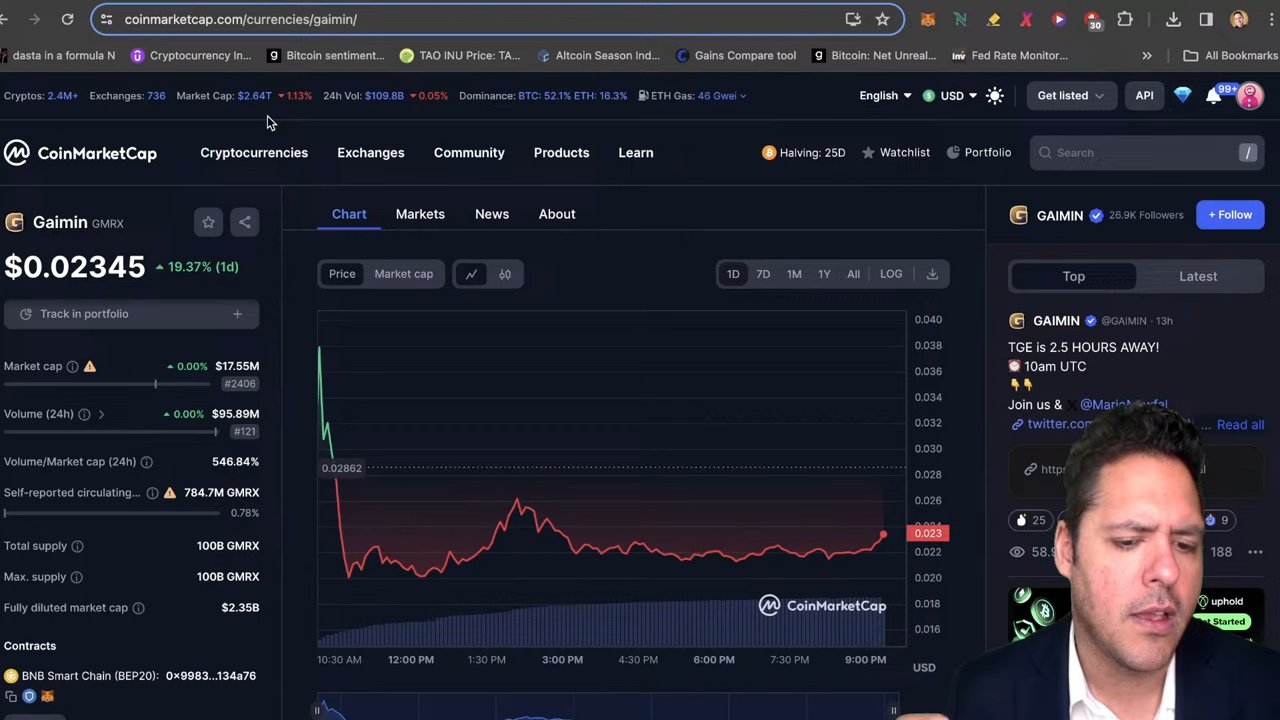 coinmarketcap.com/currencies/gaimin/
30
dasta in a formula N
Cryptocurrency In...
Bitcoin sentiment...
TAO INU Price: TA...
Altcoin Season Ind...
Gains Compare tool
Bitcoin: Net Unreal...
Fed Rate Monitor...
»
All Bookmarks
Cryptos: 2.4M+ Exchanges: 736 Market Cap: $2.64T 1.13% 24h Vol: $109.8B 0.05% Dominance: BTC: 52.1% ETH: 16.3% ETH Gas: 46 Gwei
English USD Get listed API 99+
CoinMarketCap
Cryptocurrencies Exchanges Community Products Learn
Halving: 25D Watchlist Portfolio Search /
Gaimin GMRX
$0.02345 19.37% (1d)
Track in portfolio +
Market cap 0.00% $17.55M
#2406
Volume (24h) 0.00% $95.89M
#121
Volume/Market cap (24h) 546.84%
Self-reported circulating... 784.7M GMRX
0.78%
Total supply 100B GMRX
Max. supply 100B GMRX
Fully diluted market cap $2.35B
Contracts
BNB Smart Chain (BEP20): 0x9983...134a76
Chart Markets News About
Price Market cap
1D 7D 1M 1Y All LOG
0.040
0.038
0.036
0.034
0.032
0.030
0.028
0.026
0.022
0.020
0.018
0.016
0.02862
0.023
CoinMarketCap
10:30 AM 12:00 PM 1:30 PM 3:00 PM 4:30 PM 6:00 PM 7:30 PM 9:00 PM
USD
GAIMIN 26.9K Followers + Follow
Top Latest
GAIMIN @GAIMIN · 13h
TGE is 2.5 HOURS AWAY!
10am UTC
Join us &
twitter.com ... Read all
25
9
188
uphold
Get Started